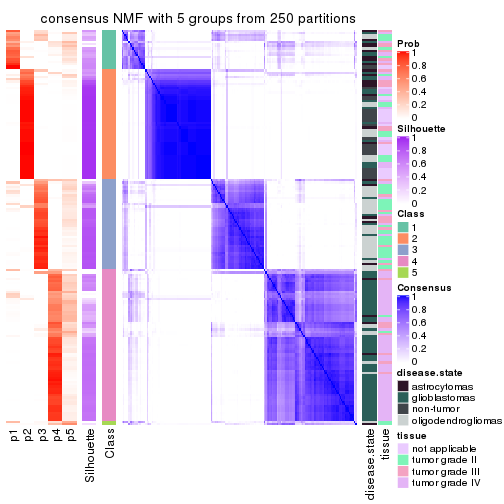 consensus NMF with 5 groups from 250 partitions
Prob
1
0.8
0.6
0.4
0.2
0
Silhouette
1
0.8
0.6
0.4
0.2
0
Class
1
2
3
4
5
Consensus
1
0.8
0.6
0.4
0.2
0
disease.state
astrocytomas
glioblastomas
non-tumor
oligodendrogliomas
tissue
not applicable
tumor grade II
tumor grade III
tumor grade IV
p1
p2
p3
p4
p5
Silhouette
Class
disease.state
tissue